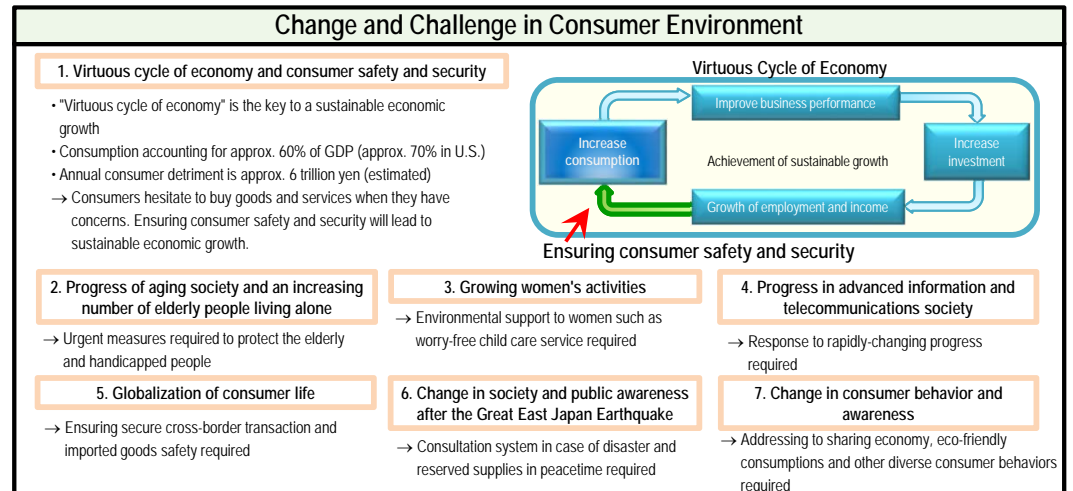 Change and Challenge in Consumer Environment
1. Virtuous cycle of economy and consumer safety and security
• "Virtuous cycle of economy" is the key to a sustainable economic
growth
• Consumption accounting for approx. 60% of GDP (approx. 70% in U.S.)
• Annual consumer detriment is approx. 6 trillion yen (estimated)
→ Consumers hesitate to buy goods and services when they have
concerns. Ensuring consumer safety and security will lead to
sustainable economic growth.
Virtuous Cycle of Economy
Improve business performance
Increase
consumption
Achievement of sustainable growth
Increase
investment
Growth of employment and income
Ensuring consumer safety and security
2. Progress of aging society and an increasing
number of elderly people living alone
→ Urgent measures required to protect the elderly
and handicapped people
3. Growing women's activities
→ Environmental support to women such as
worry-free child care service required
4. Progress in advanced information and
telecommunications society
→ Response to rapidly-changing progress
required
5. Globalization of consumer life
→ Ensuring secure cross-border transaction and
imported goods safety required
6. Change in society and public awareness
after the Great East Japan Earthquake
→ Consultation system in case of disaster and
reserved supplies in peacetime required
7. Change in consumer behavior and
awareness
→ Addressing to sharing economy, eco-friendly
consumptions and other diverse consumer behaviors
required